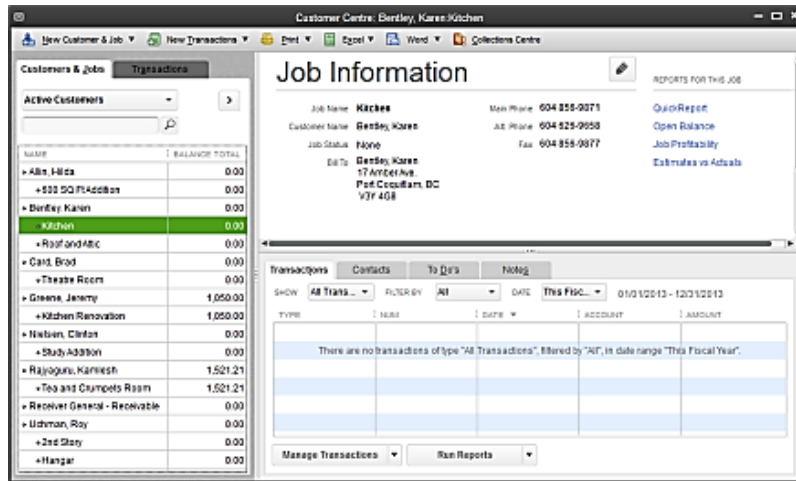 Customer Centre: Bentley, Karen:Kitchen
New Customer & Job ▼ New Transactions ▼ Print ▼ Excel ▼ Word ▼ Collections Centre
Customers & Jobs Transactions
Active Customers
NAME BALANCE TOTAL
Allin, Hilda 0.00
500 SQ Ft Addition 0.00
Bentley, Karen 0.00
Kitchen 0.00
Roof and Attic 0.00
Card, Brad 0.00
Theatre Room 0.00
Greene, Jeremy 1,050.00
Kitchen Renovation 1,050.00
Nielsen, Clinton 0.00
Study Addition 0.00
Rajyaguru, Kamlesh 1,521.21
Tea and Crumpets Room 1,521.21
Receiver General - Receivable 0.00
Uchman, Roy 0.00
2nd Story 0.00
Hangar 0.00
Job Information
Job Name Kitchen
Customer Name Bentley, Karen
Job Status None
Bill To Bentley, Karen
17 Amber Ave.
Port Coquitlam, BC
V3Y 4G8
Main Phone 604 855-9871
Alt. Phone 604 525-9658
Fax 604 855-9877
REPORTS FOR THIS JOB
QuickReport
Open Balance
Job Profitability
Estimates vs Actuals
Transactions Contacts To Do's Notes
SHOW All Trans... FILTER BY All DATE This Fisc... 01/01/2013 - 12/31/2013
TYPE NUM DATE ▼ ACCOUNT AMOUNT
There are no transactions of type "All Transactions", filtered by "All", in date range "This Fiscal Year".
Manage Transactions ▼ Run Reports ▼